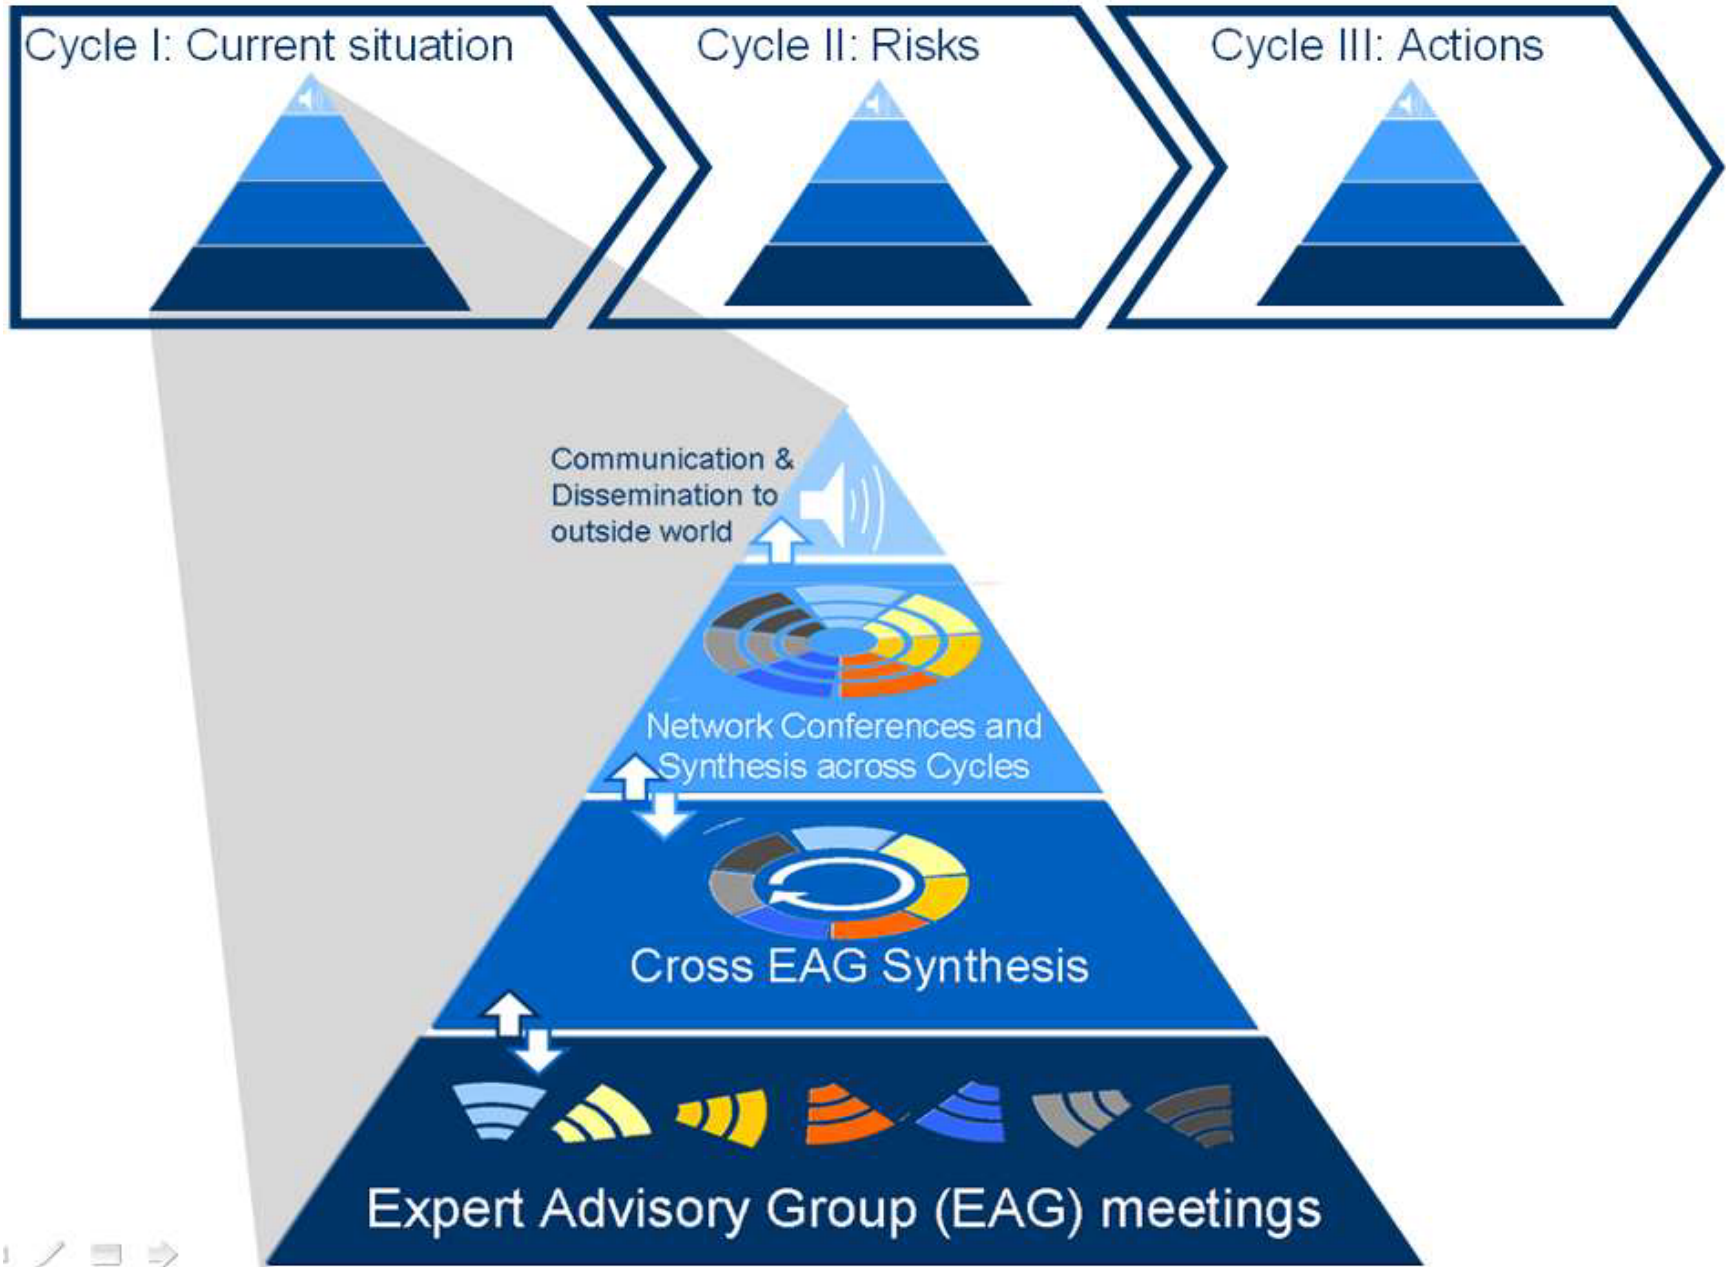 Cycle I: Current situation
Cycle II: Risks
Cycle III: Actions
Communication &
Dissemination to
outside world
Network Conferences and
Synthesis across Cycles
Cross EAG Synthesis
Expert Advisory Group (EAG) meetings